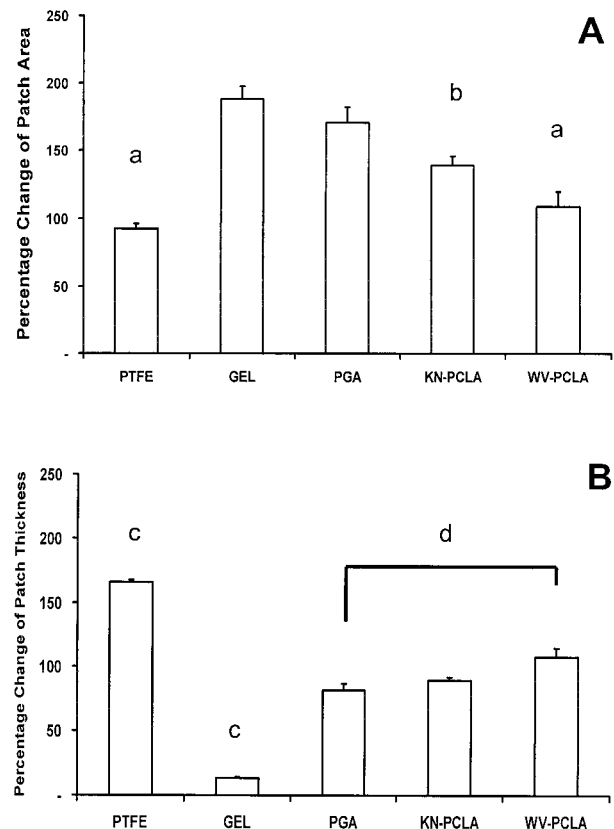 A
Percentage Change of Patch Area
250
200
150
100
50
-
a
b
a
PTFE GEL PGA KN-PCLA WV-PCLA
B
Percentage Change of Patch Thickness
250
200
150
100
50
-
c
c
d
PTFE GEL PGA KN-PCLA WV-PCLA